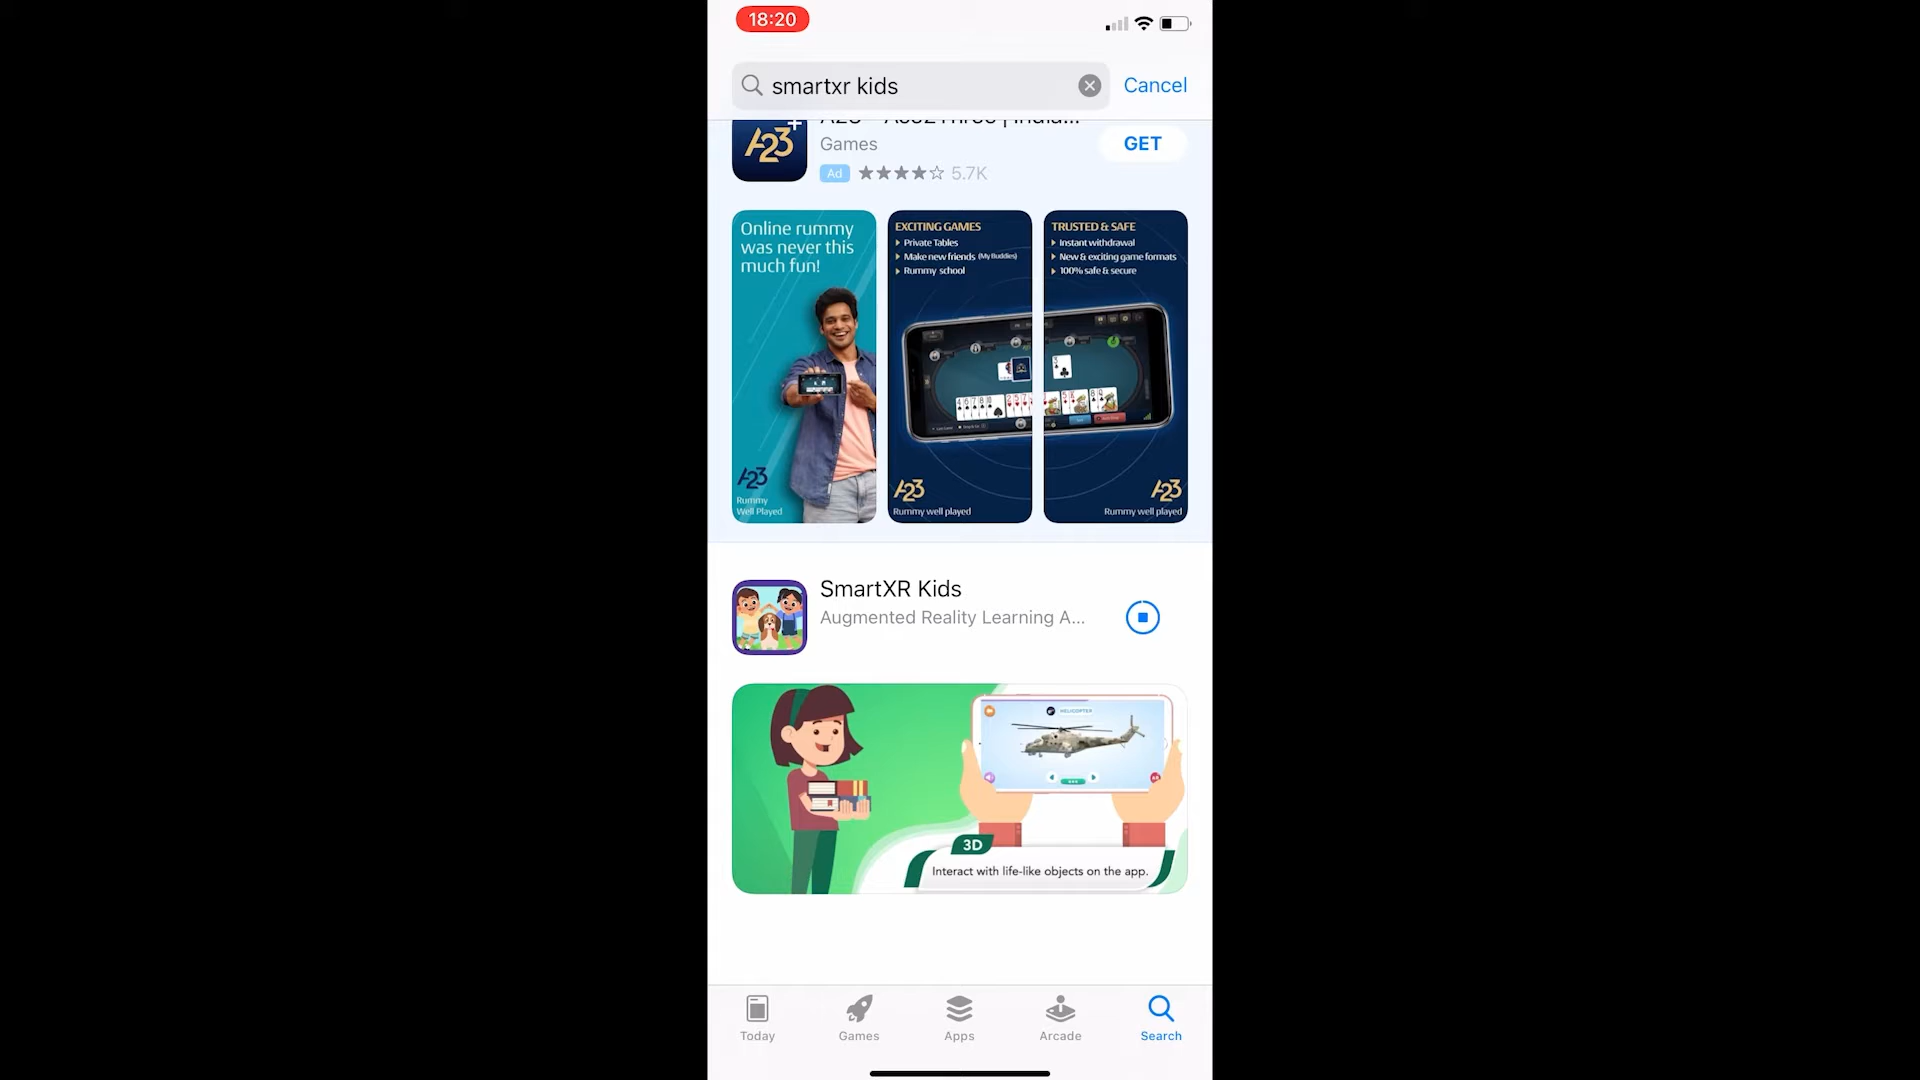 18:20
smartxr kids
Cancel
A23
Games
GET
Ad
5.7K
Online rummy
was never this
much fun!
A23
Rummy
Well Played
EXCITING GAMES
Private Tables
Make new friends (My Buddies)
Rummy school
A23
Rummy well played
TRUSTED & SAFE
Instant withdrawal
New & exciting game formats
100% safe & secure
A23
Rummy well played
SmartXR Kids
Augmented Reality Learning A...
HELICOPTER
3D
Interact with life-like objects on the app.
Today
Games
Apps
Arcade
Search